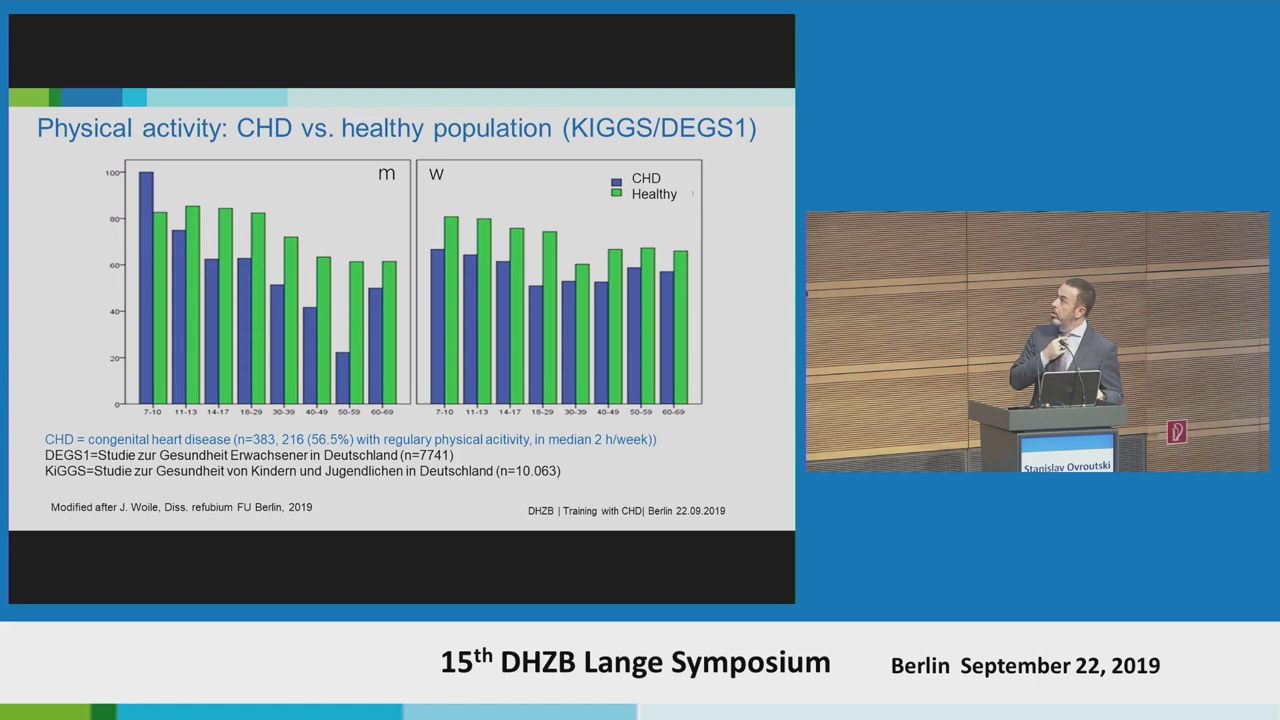 Physical activity: CHD vs. healthy population (KIGGS/DEGS1)
m
w
CHD
Healthy
100
80
60
40
20
0
7-10 11-13 14-17 18-29 30-39 40-49 50-59 60-69
7-10 11-13 14-17 18-29 30-39 40-49 50-59 60-69
CHD = congenital heart disease (n=383, 216 (56.5%) with regulary physical acitivity, in median 2 h/week))
DEGS1=Studie zur Gesundheit Erwachsener in Deutschland (n=7741)
KiGGS=Studie zur Gesundheit von Kindern und Jugendlichen in Deutschland (n=10.063)
Modified after J. Woile, Diss. refubium FU Berlin, 2019
DHZB | Training with CHD| Berlin 22.09.2019
Stanislav Ovroutski
15th DHZB Lange Symposium
Berlin September 22, 2019